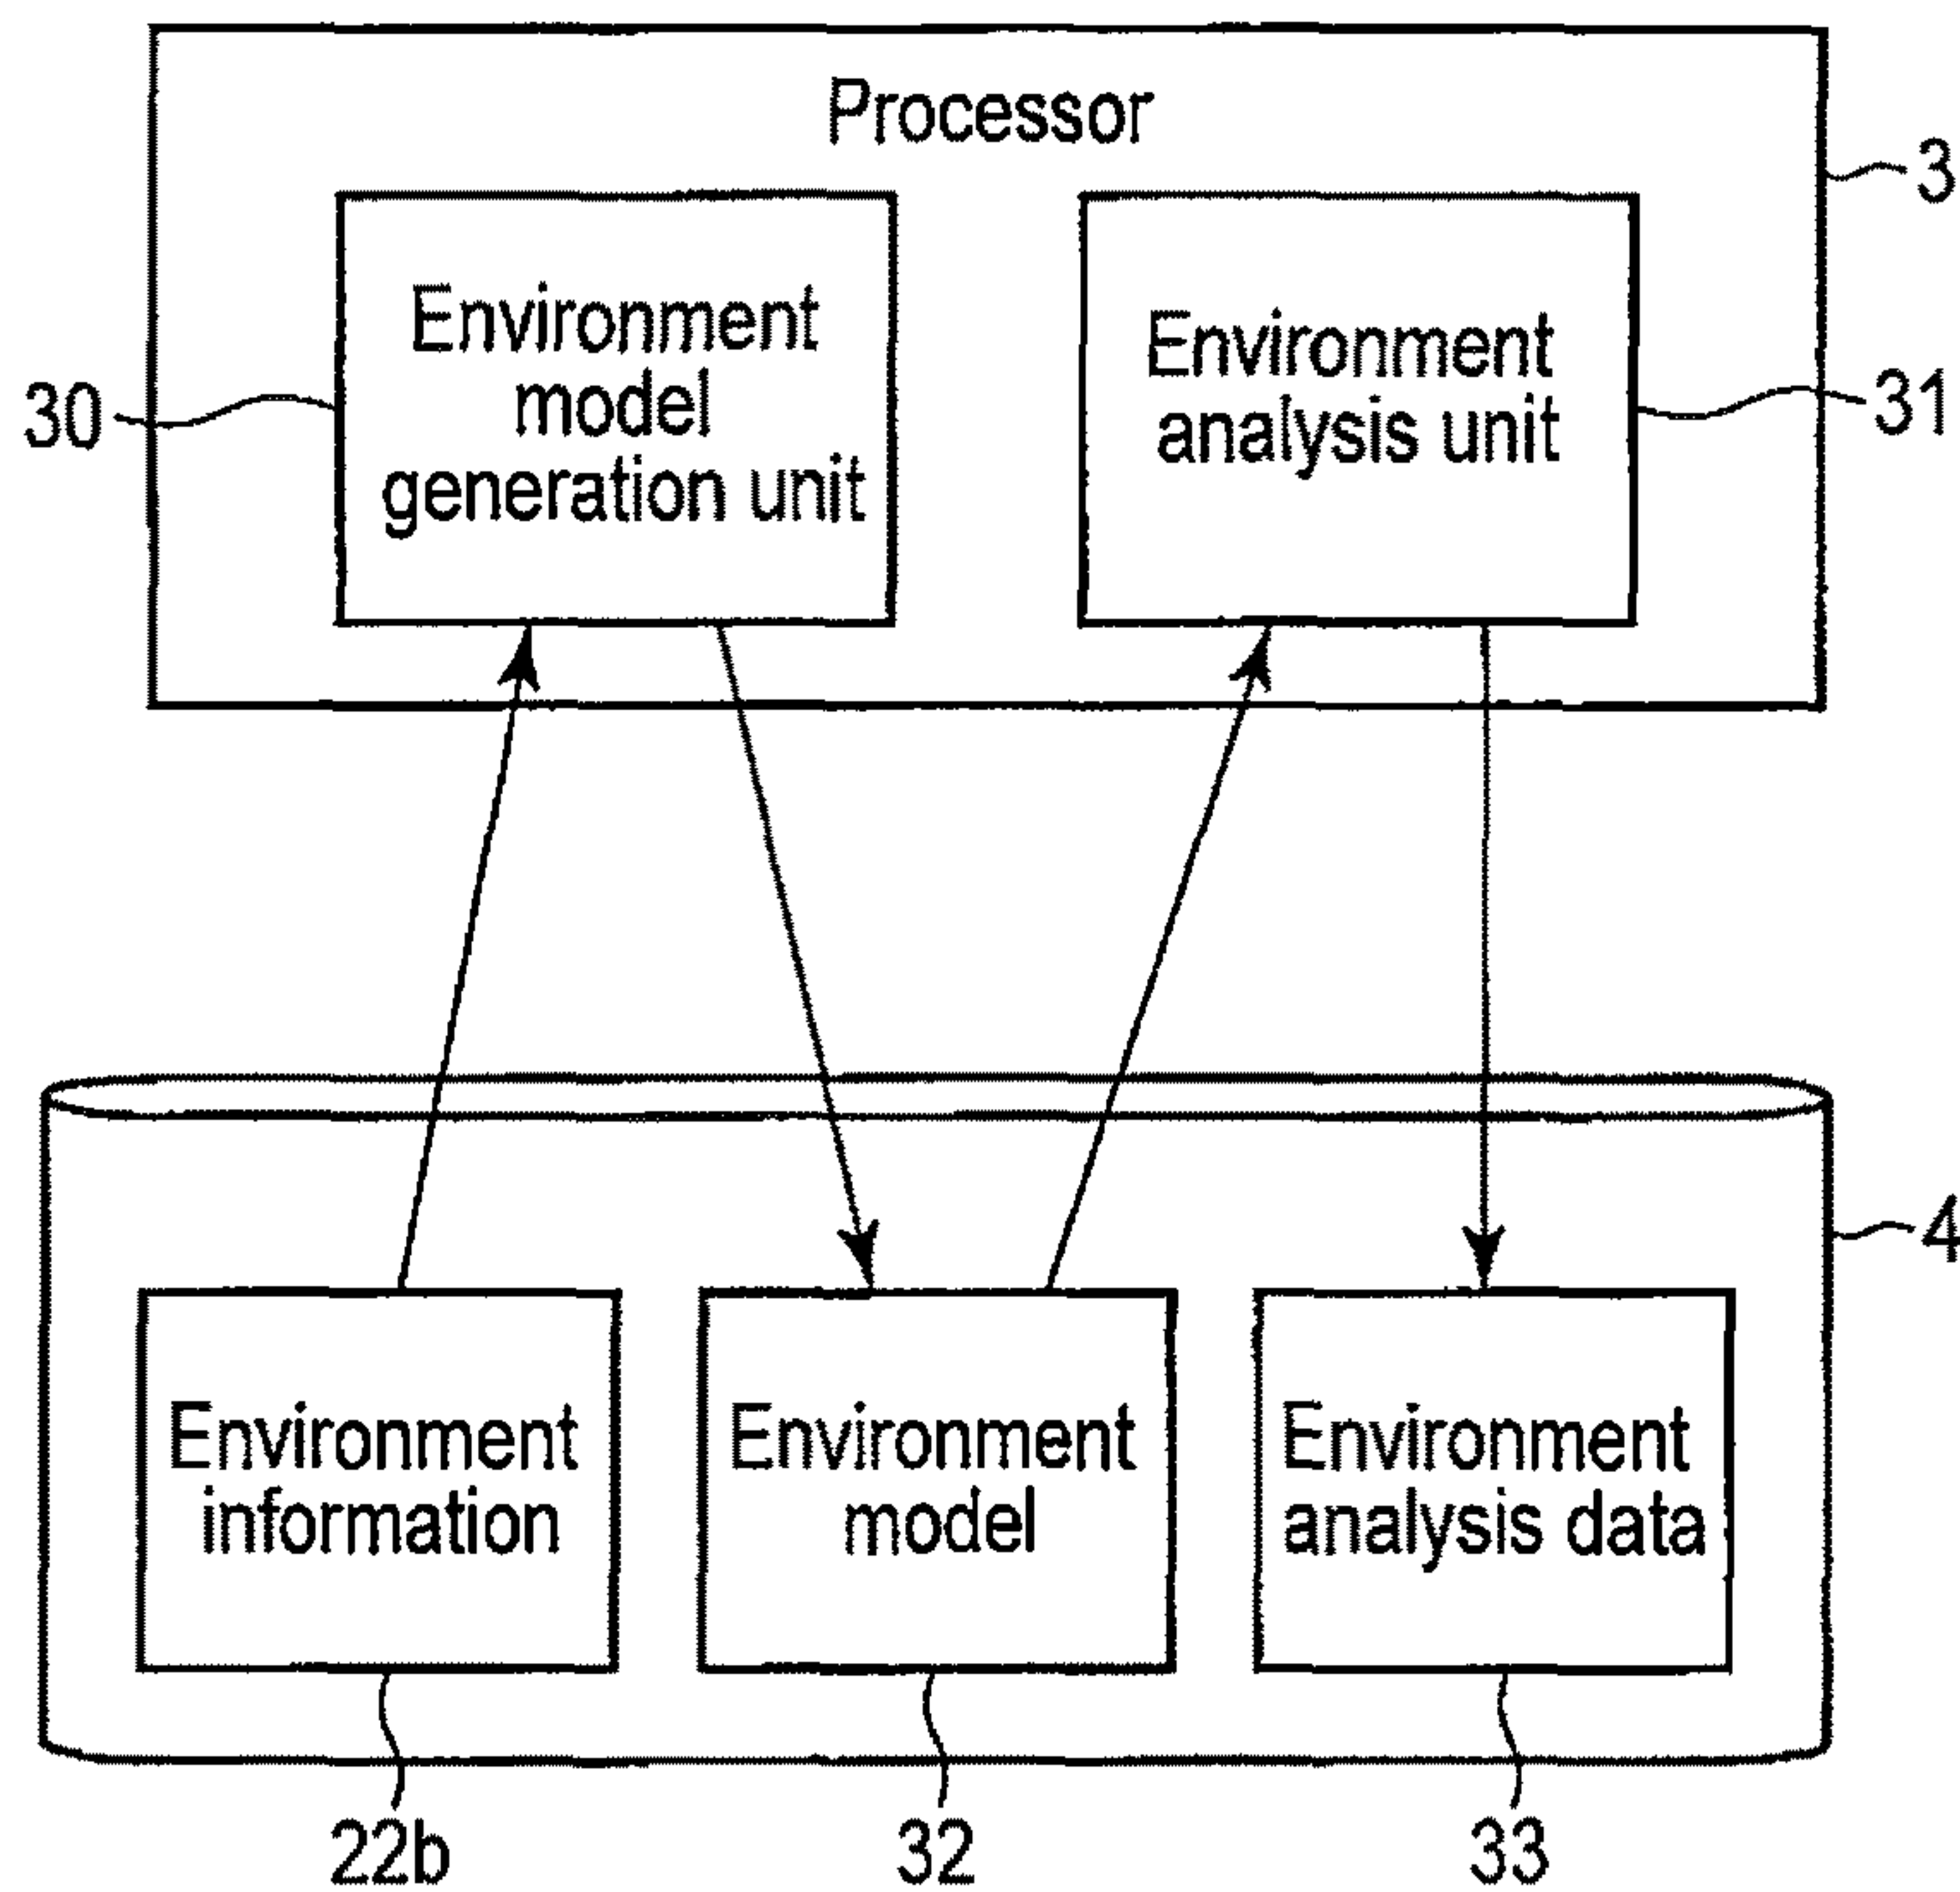 Processor
3
Environment
model
generation unit
Environment
analysis unit
30
31
4
Environment
information
Environment
model
Environment
analysis data
22b
32
33